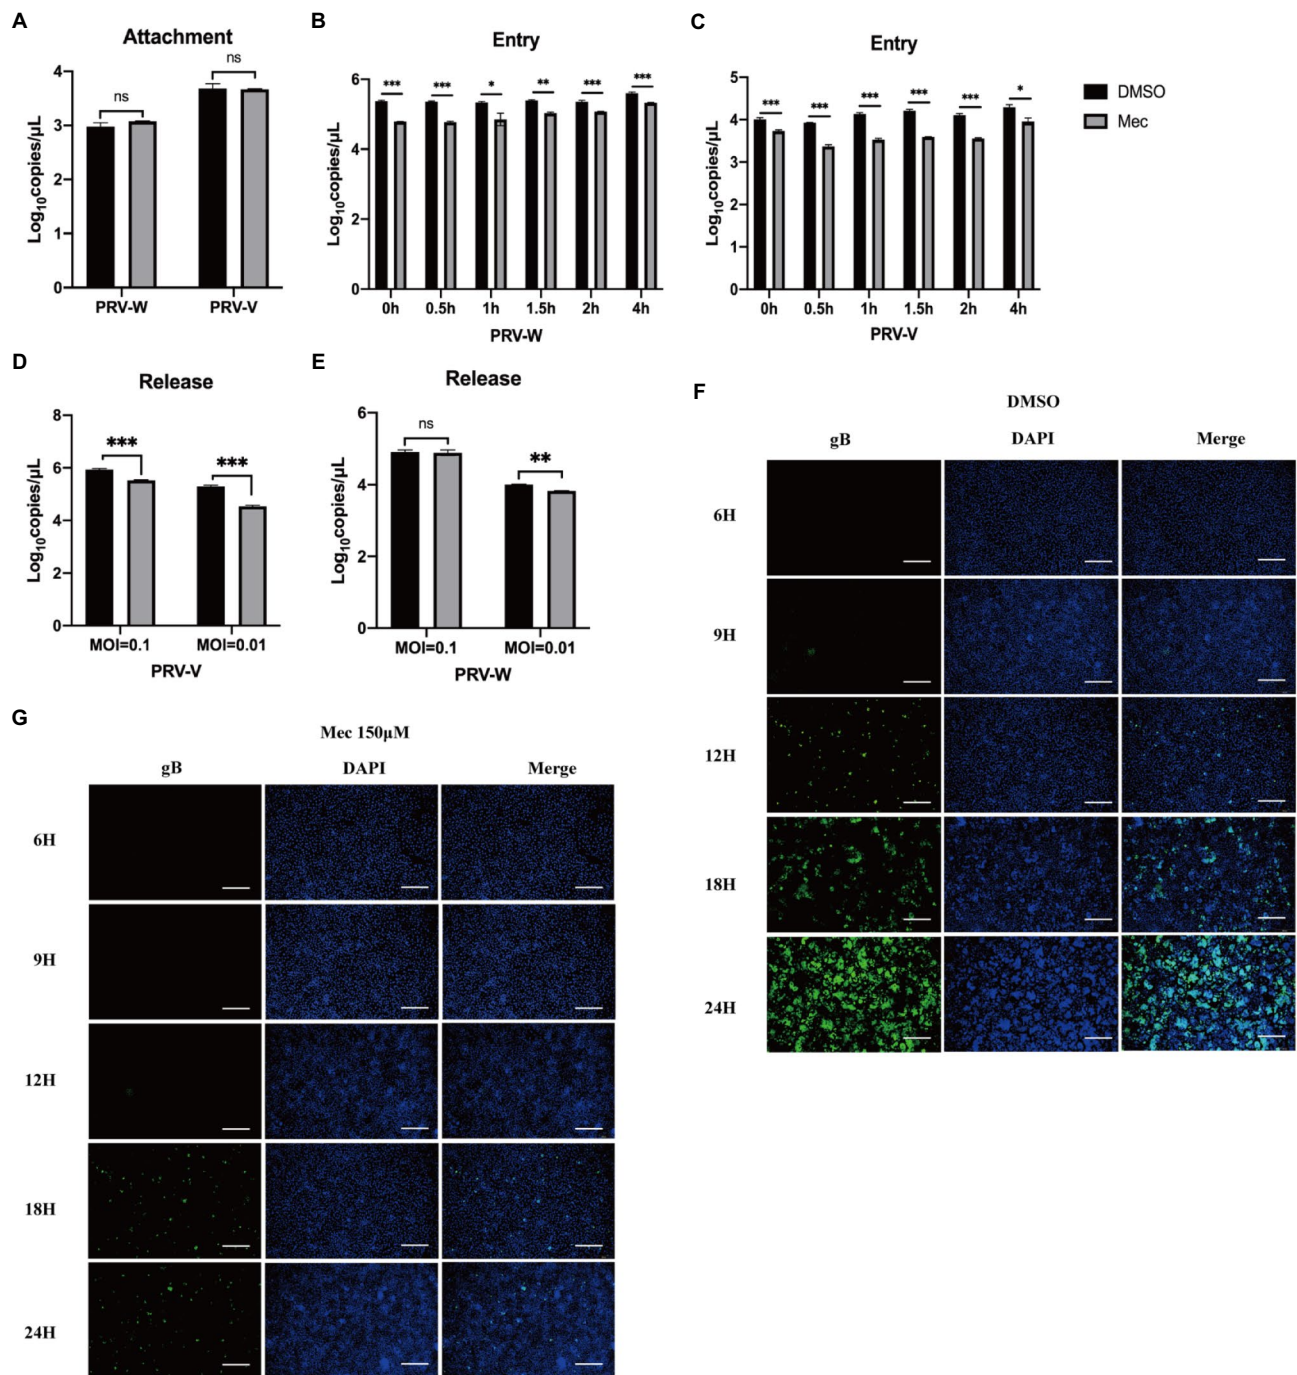 A
Attachment
Log10copies/μL
4
3
2
1
0
ns
ns
PRV-W
PRV-V
B
Entry
Log10copies/μL
6
4
2
0
*** *** * ** *** ***
0h 0.5h 1h 1.5h 2h 4h
PRV-W
C
Entry
Log10copies/μL
5
4
3
2
1
0
*** *** *** *** *** *
0h 0.5h 1h 1.5h 2h 4h
PRV-V
DMSO
Mec
D
Release
Log10copies/μL
8
6
4
2
0
*** ***
MOI=0.1 MOI=0.01
PRV-V
E
Release
Log10copies/μL
6
4
2
0
ns **
MOI=0.1 MOI=0.01
PRV-W
F
DMSO
gB DAPI Merge
6H
9H
12H
18H
24H
G
Mec 150μM
gB DAPI Merge
6H
9H
12H
18H
24H